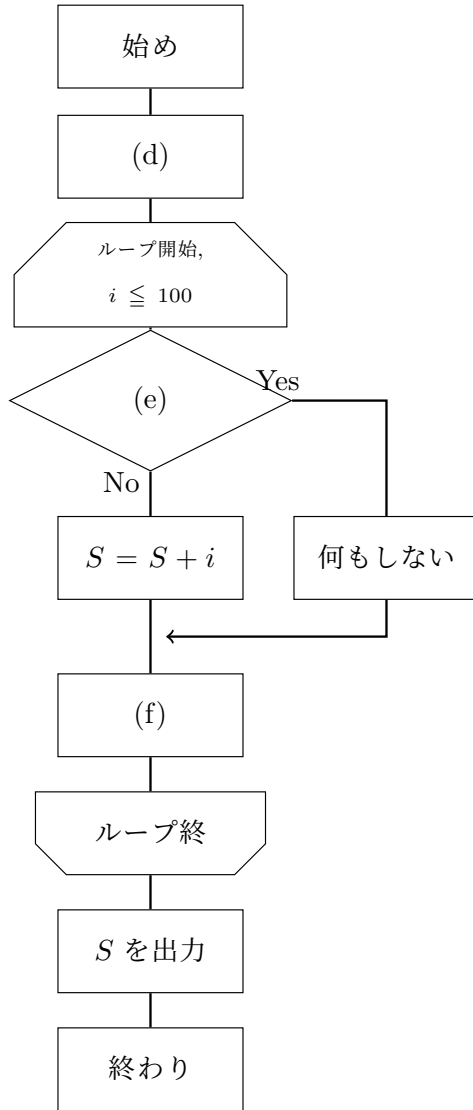 始め
(d)
ループ開始,
i ≦ 100
(e)
Yes
No
S = S + i
何もしない
(f)
ループ終
S を出力
終わり